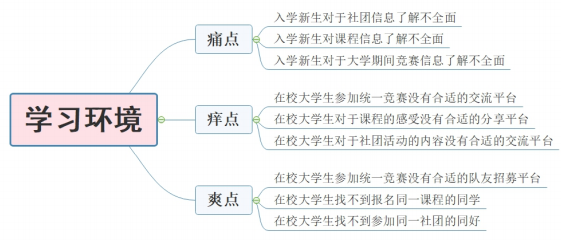 学习环境
痛点
入学新生对于社团信息了解不全面
入学新生对课程信息了解不全面
入学新生对于大学期间竞赛信息了解不全面
痒点
在校大学生参加统一竞赛没有合适的交流平台
在校大学生对于课程的感受没有合适的分享平台
在校大学生对于社团活动的内容没有合适的交流平台
爽点
在校大学生参加统一竞赛没有合适的队友招募平台
在校大学生找不到报名同一课程的同学
在校大学生找不到参加同一社团的同好